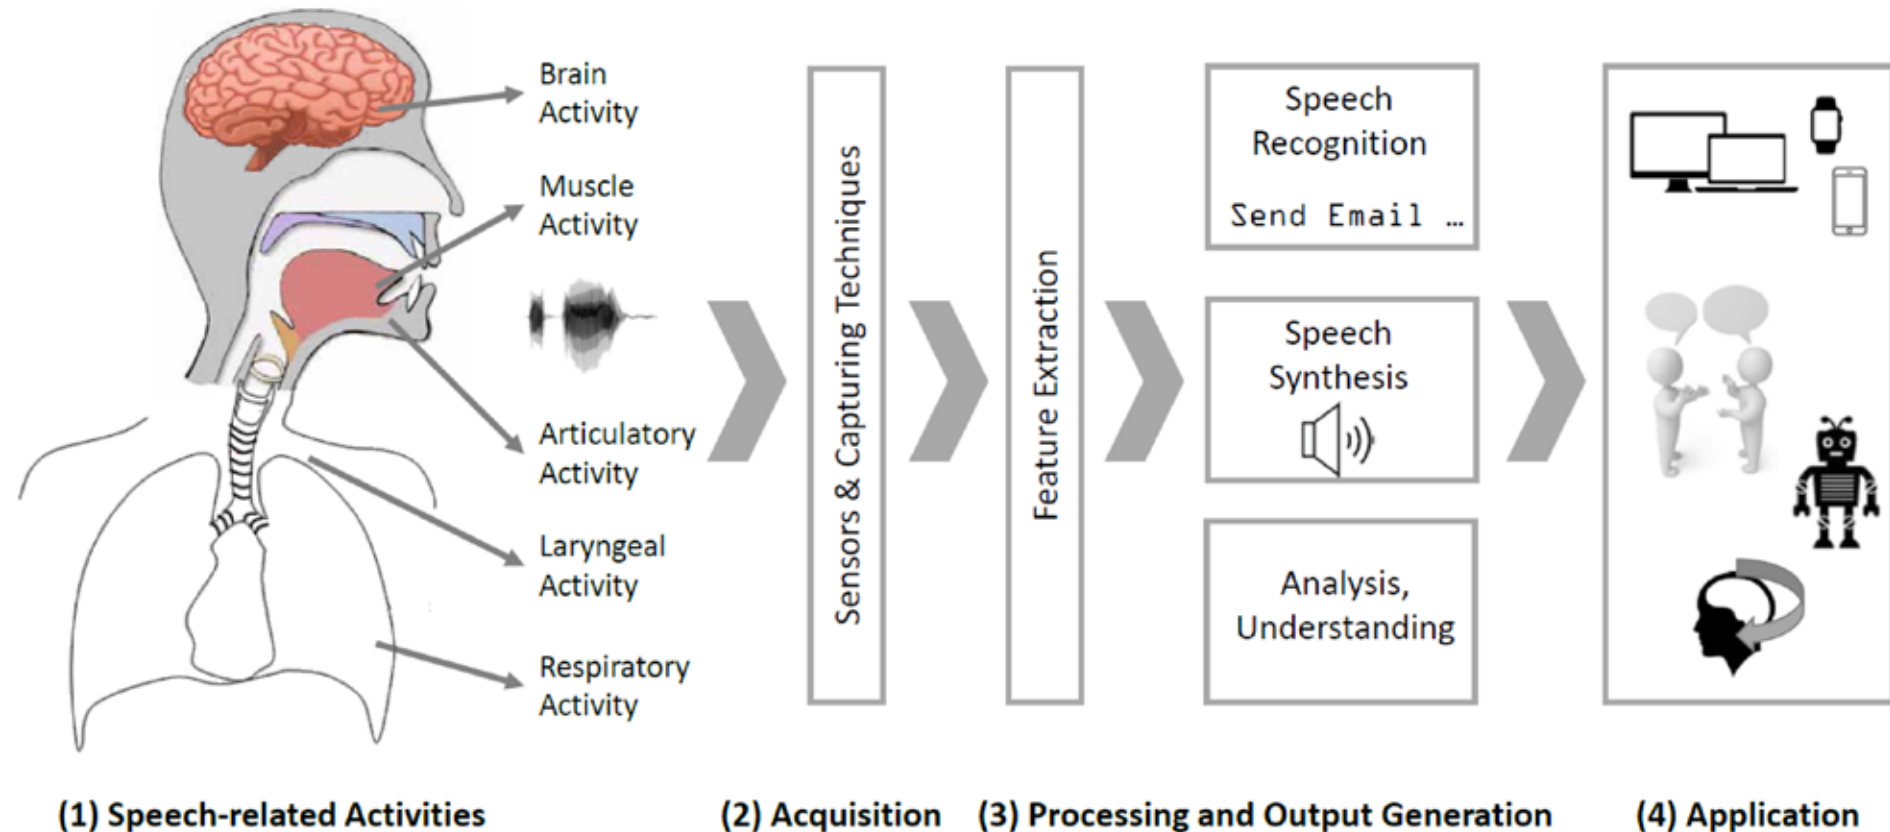 Brain
Activity
Muscle
Activity
Articulatory
Activity
Laryngeal
Activity
Respiratory
Activity
Sensors & Capturing Techniques
Feature Extraction
Speech
Recognition
Send Email ...
Speech
Synthesis
Analysis,
Understanding
(1) Speech-related Activities
(2) Acquisition
(3) Processing and Output Generation
(4) Application